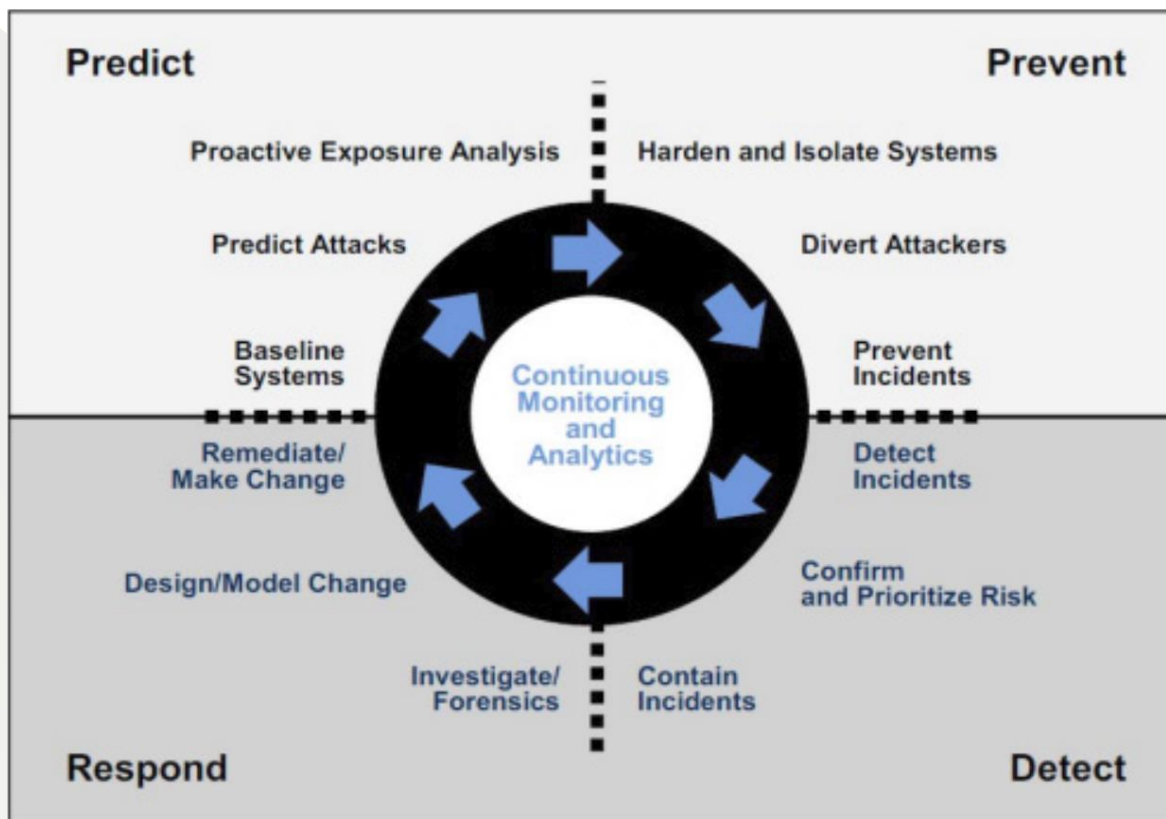 Predict
Prevent
Proactive Exposure Analysis
Harden and Isolate Systems
Predict Attacks
Divert Attackers
Baseline
Systems
Prevent
Incidents
Continuous
Monitoring
and
Analytics
Remediate/
Make Change
Detect
Incidents
Design/Model Change
Confirm
and Prioritize Risk
Investigate/
Forensics
Contain
Incidents
Respond
Detect